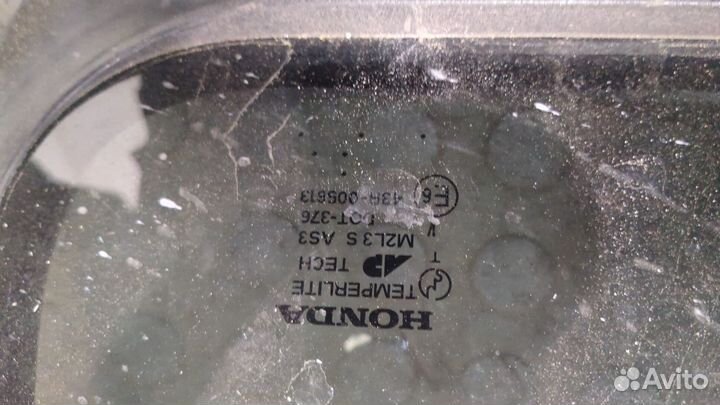 HONDA
TEMPERLITE
AP TECH
T
M2L3 S AS3
V
DOT-376
E6 43R-005613
Avito